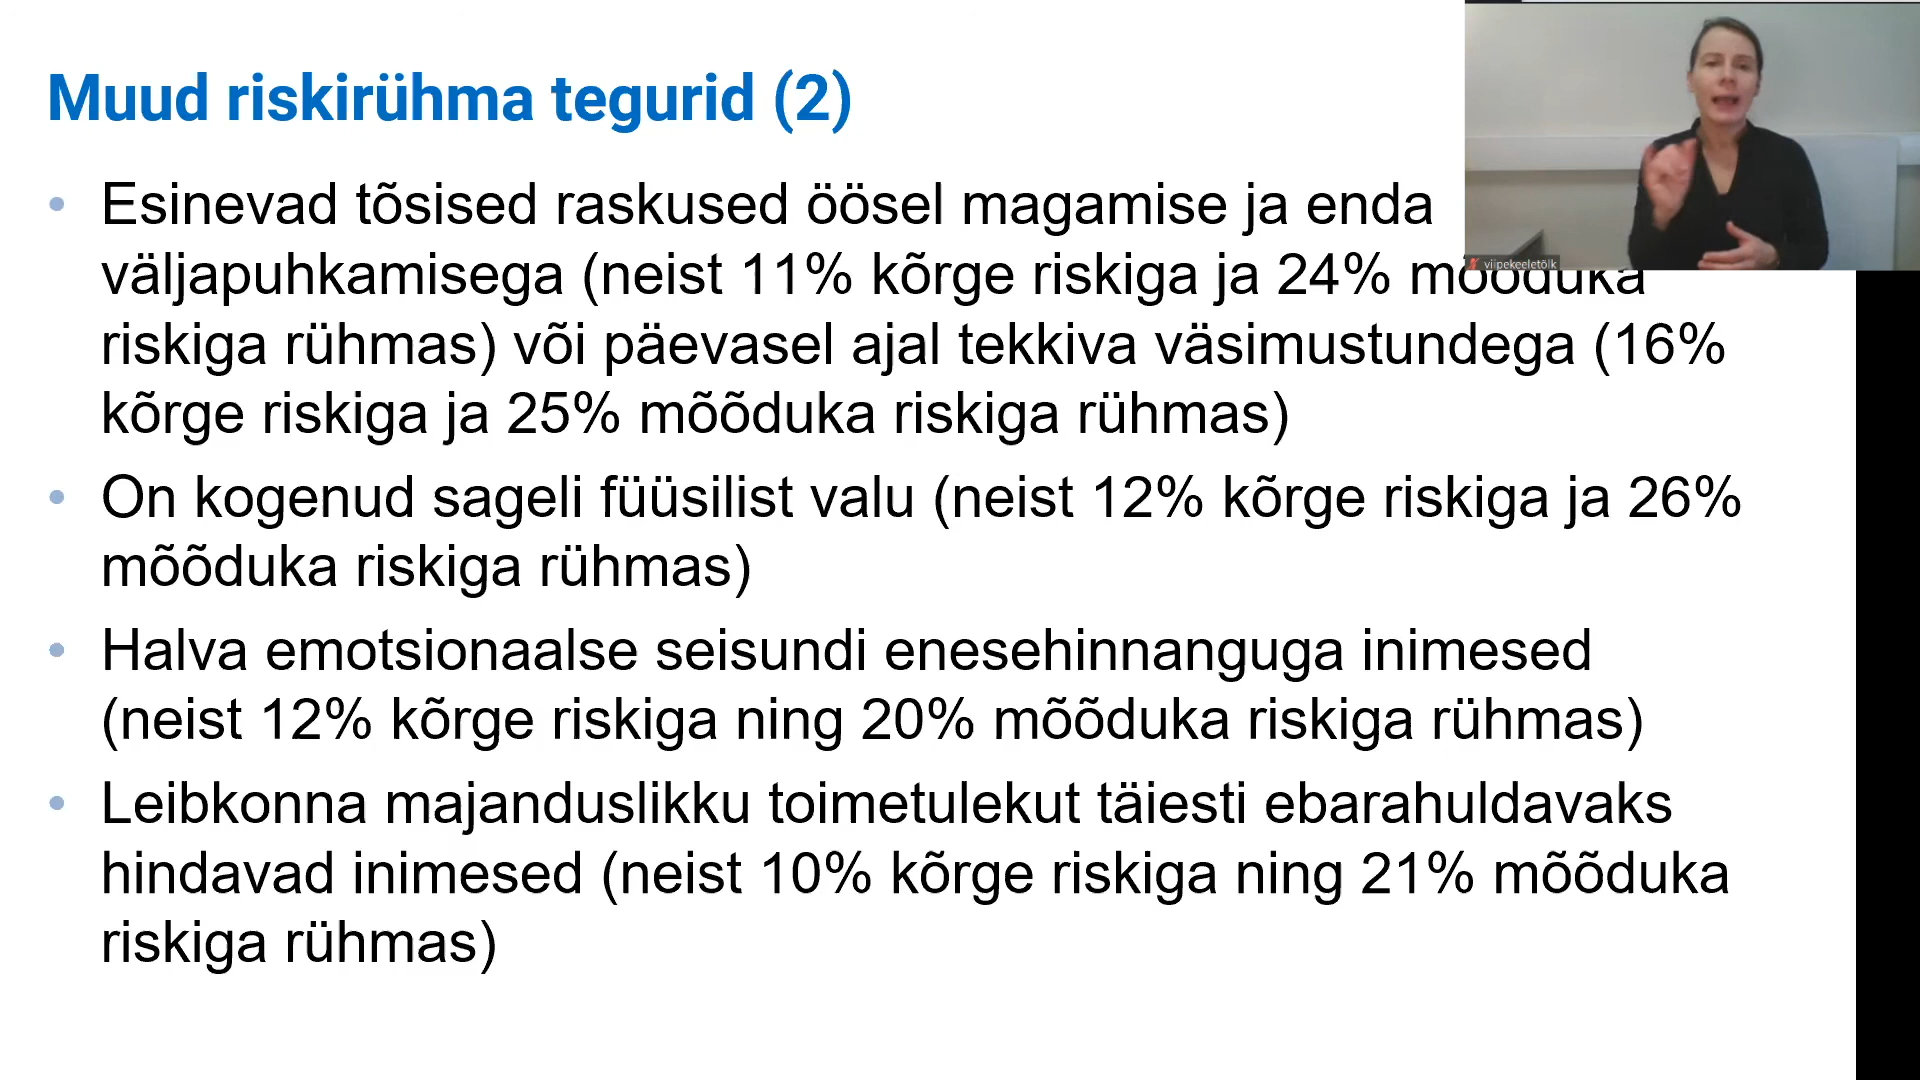 Muud riskirühma tegurid (2)
• Esinevad tõsised raskused öösel magamise ja enda
väljapuhkamisega (neist 11% kõrge riskiga ja 24% mõõduka
riskiga rühmas) või päevasel ajal tekkiva väsimustundega (16%
kõrge riskiga ja 25% mõõduka riskiga rühmas)
• On kogenud sageli füüsilist valu (neist 12% kõrge riskiga ja 26%
mõõduka riskiga rühmas)
• Halva emotsionaalse seisundi enesehinnanguga inimesed
(neist 12% kõrge riskiga ning 20% mõõduka riskiga rühmas)
• Leibkonna majanduslikku toimetulekut täiesti ebarahuldavaks
hindavad inimesed (neist 10% kõrge riskiga ning 21% mõõduka
riskiga rühmas)
viipekeeletõlk